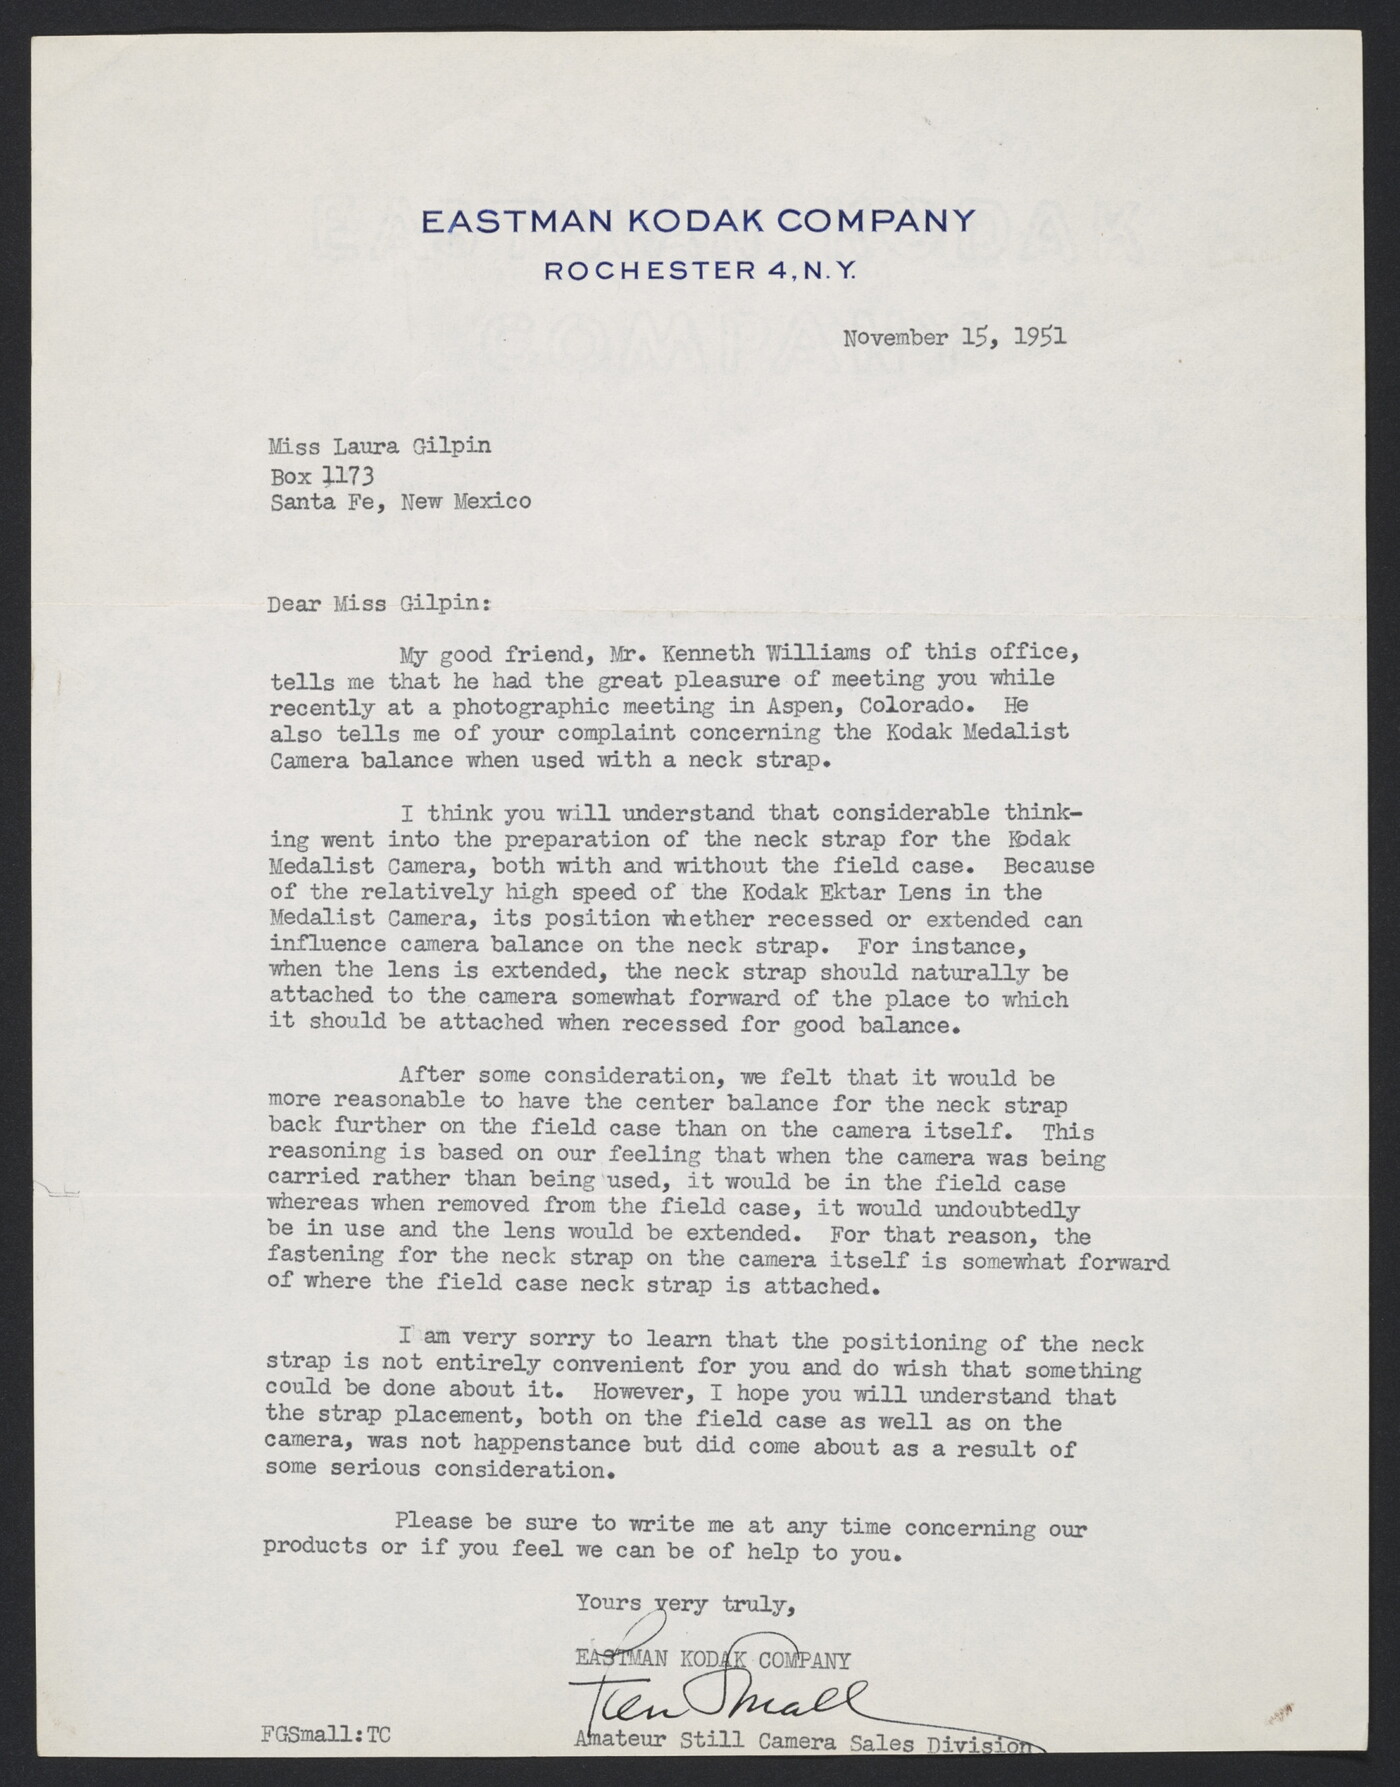 EASTMAN KODAK COMPANY
ROCHESTER 4, N. Y.
November 15, 1951
Miss Laura Gilpin
Box 1173
Santa Fe, New Mexico
Dear Miss Gilpin:
My good friend, Mr. Kenneth Williams of this office,
tells me that he had the great pleasure of meeting you while
recently at a photographic meeting in Aspen, Colorado. He
also tells me of your complaint concerning the Kodak Medalist
Camera balance when used with a neck strap.
I think you will understand that considerable think-
ing went into the preparation of the neck strap for the Kodak
Medalist Camera, both with and without the field case. Because
of the relatively high speed of the Kodak Ektar Lens in the
Medalist Camera, its position whether recessed or extended can
influence camera balance on the neck strap. For instance,
when the lens is extended, the neck strap should naturally be
attached to the camera somewhat forward of the place to which
it should be attached when recessed for good balance.
After some consideration, we felt that it would be
more reasonable to have the center balance for the neck strap
back further on the field case than on the camera itself. This
reasoning is based on our feeling that when the camera was being
carried rather than being used, it would be in the field case
whereas when removed from the field case, it would undoubtedly
be in use and the lens would be extended. For that reason, the
fastening for the neck strap on the camera itself is somewhat forward
of where the field case neck strap is attached.
I am very sorry to learn that the positioning of the neck
strap is not entirely convenient for you and do wish that something
could be done about it. However, I hope you will understand that
the strap placement, both on the field case as well as on the
camera, was not happenstance but did come about as a result of
some serious consideration.
Please be sure to write me at any time concerning our
products or if you feel we can be of help to you.
Yours very truly,
EASTMAN KODAK COMPANY
Small
FGSmall:TC
Amateur Still Camera Sales Division